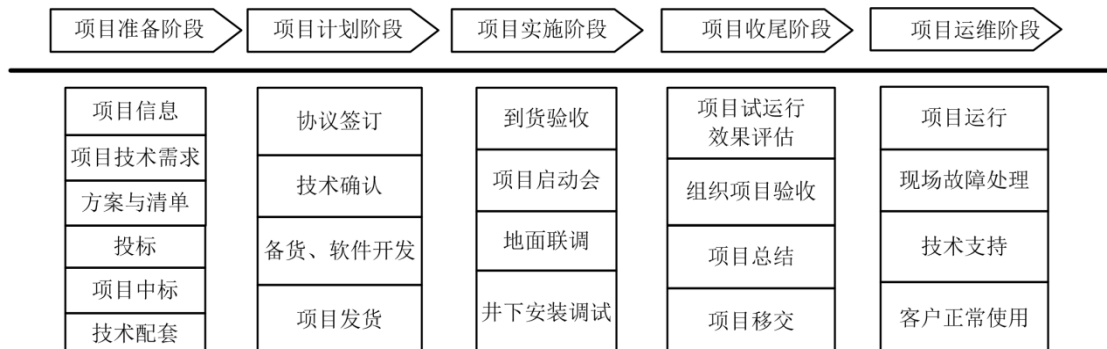 项目准备阶段
项目计划阶段
项目实施阶段
项目收尾阶段
项目运维阶段
项目信息
项目技术需求
方案与清单
投标
项目中标
技术配套
协议签订
技术确认
备货、软件开发
项目发货
到货验收
项目启动会
地面联调
井下安装调试
项目试运行
效果评估
组织项目验收
项目总结
项目移交
项目运行
现场故障处理
技术支持
客户正常使用